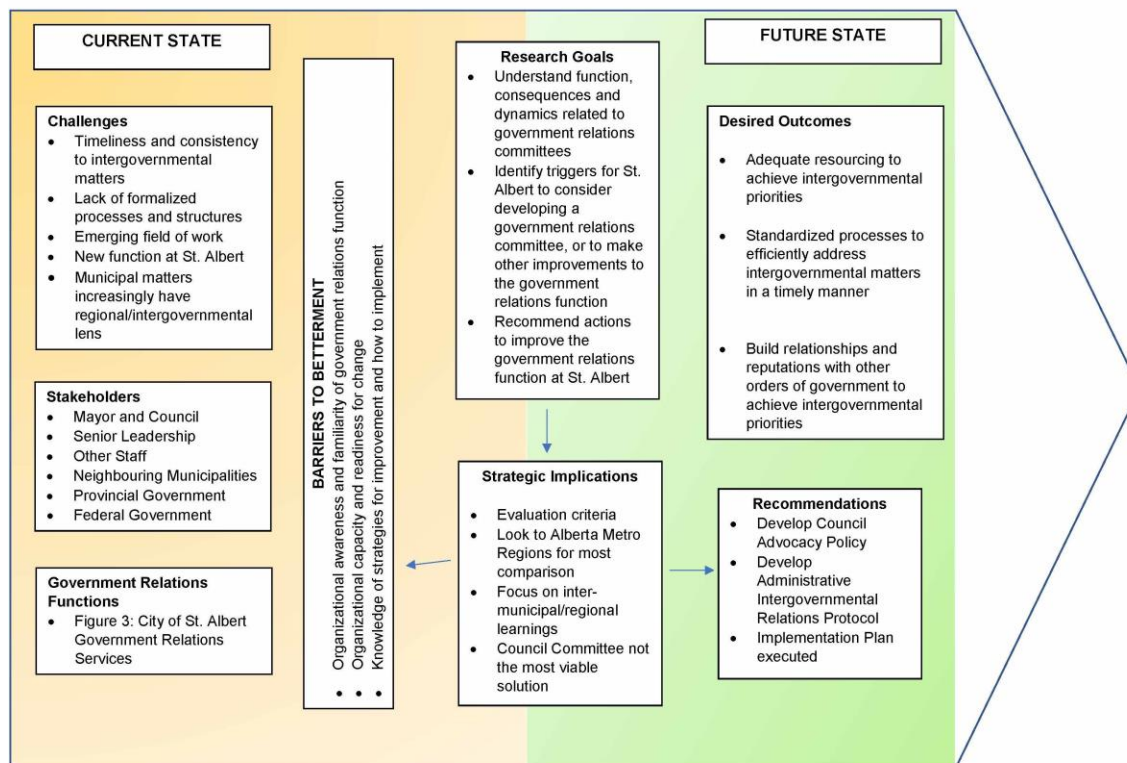 CURRENT STATE
Challenges
• Timeliness and consistency
to intergovernmental
matters
• Lack of formalized
processes and structures
• Emerging field of work
• New function at St. Albert
• Municipal matters
increasingly have
regional/intergovernmental
lens
Stakeholders
• Mayor and Council
• Senior Leadership
• Other Staff
• Neighbouring Municipalities
• Provincial Government
• Federal Government
Government Relations
Functions
• Figure 3: City of St. Albert
Government Relations
Services
BARRIERS TO BETTERMENT
• Organizational awareness and familiarity of government relations function
• Organizational capacity and readiness for change
• Knowledge of strategies for improvement and how to implement
Research Goals
• Understand function,
consequences and
dynamics related to
government relations
committees
• Identify triggers for St.
Albert to consider
developing a
government relations
committee, or to make
other improvements to
the government
relations function
• Recommend actions
to improve the
government relations
function at St. Albert
Strategic Implications
• Evaluation criteria
• Look to Alberta Metro
Regions for most
comparison
• Focus on inter-
municipal/regional
learnings
• Council Committee not
the most viable
solution
FUTURE STATE
Desired Outcomes
• Adequate resourcing to
achieve intergovernmental
priorities
• Standardized processes to
efficiently address
intergovernmental matters
in a timely manner
• Build relationships and
reputations with other
orders of government to
achieve intergovernmental
priorities
Recommendations
• Develop Council
Advocacy Policy
• Develop
Administrative
Intergovernmental
Relations Protocol
• Implementation Plan
executed